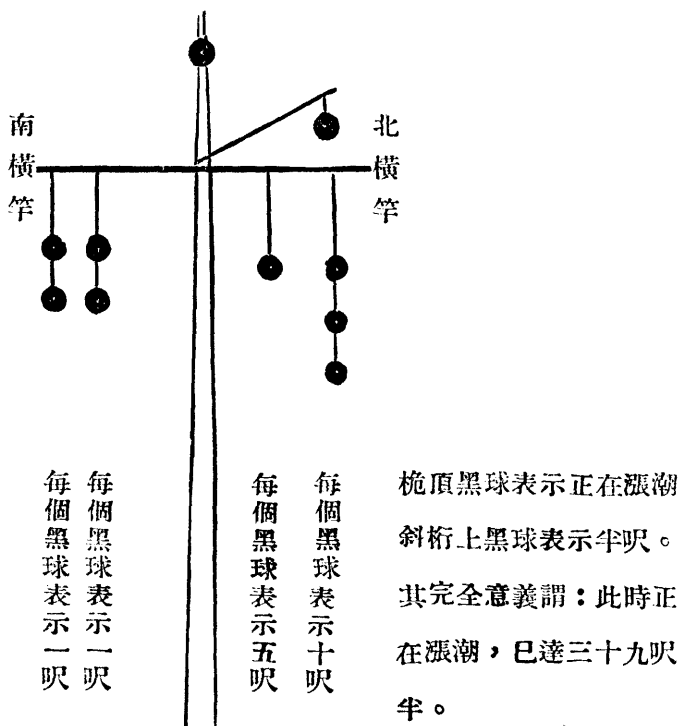 南橫竿
北橫竿
每個黑球表示一呎
每個黑球表示一呎
每個黑球表示五呎
每個黑球表示十呎
桅頂黑球表示正在漲潮
斜桁上黑球表示半呎。
其完全意義謂：此時正
在漲潮，已達三十九呎
半。